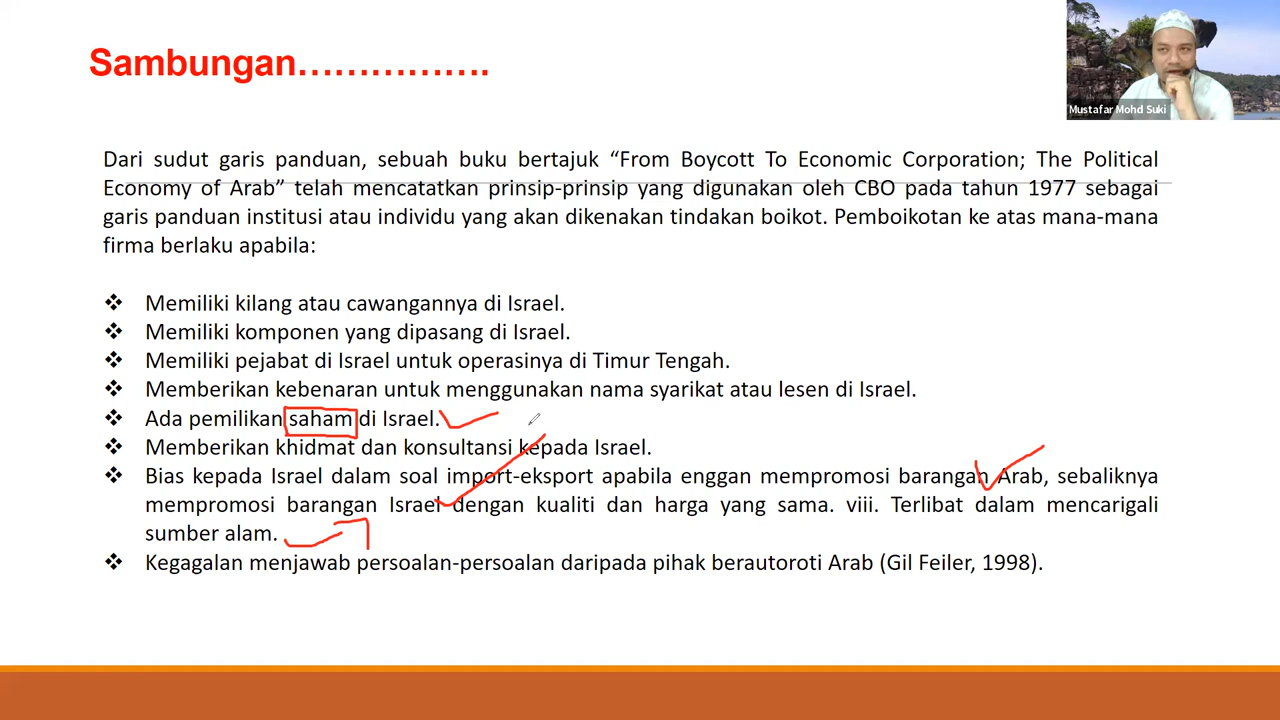 Sambungan…………….
Mustafar Mohd Suki
Dari sudut garis panduan, sebuah buku bertajuk “From Boycott To Economic Corporation; The Political
Economy of Arab” telah mencatatkan prinsip-prinsip yang digunakan oleh CBO pada tahun 1977 sebagai
garis panduan institusi atau individu yang akan dikenakan tindakan boikot. Pemboikotan ke atas mana-mana
firma berlaku apabila:
❖ Memiliki kilang atau cawangannya di Israel.
❖ Memiliki komponen yang dipasang di Israel.
❖ Memiliki pejabat di Israel untuk operasinya di Timur Tengah.
❖ Memberikan kebenaran untuk menggunakan nama syarikat atau lesen di Israel.
❖ Ada pemilikan saham di Israel.
❖ Memberikan khidmat dan konsultansi kepada Israel.
❖ Bias kepada Israel dalam soal import-eksport apabila enggan mempromosi barangan Arab, sebaliknya
mempromosi barangan Israel dengan kualiti dan harga yang sama. viii. Terlibat dalam mencarigali
sumber alam.
❖ Kegagalan menjawab persoalan-persoalan daripada pihak berautoroti Arab (Gil Feiler, 1998).